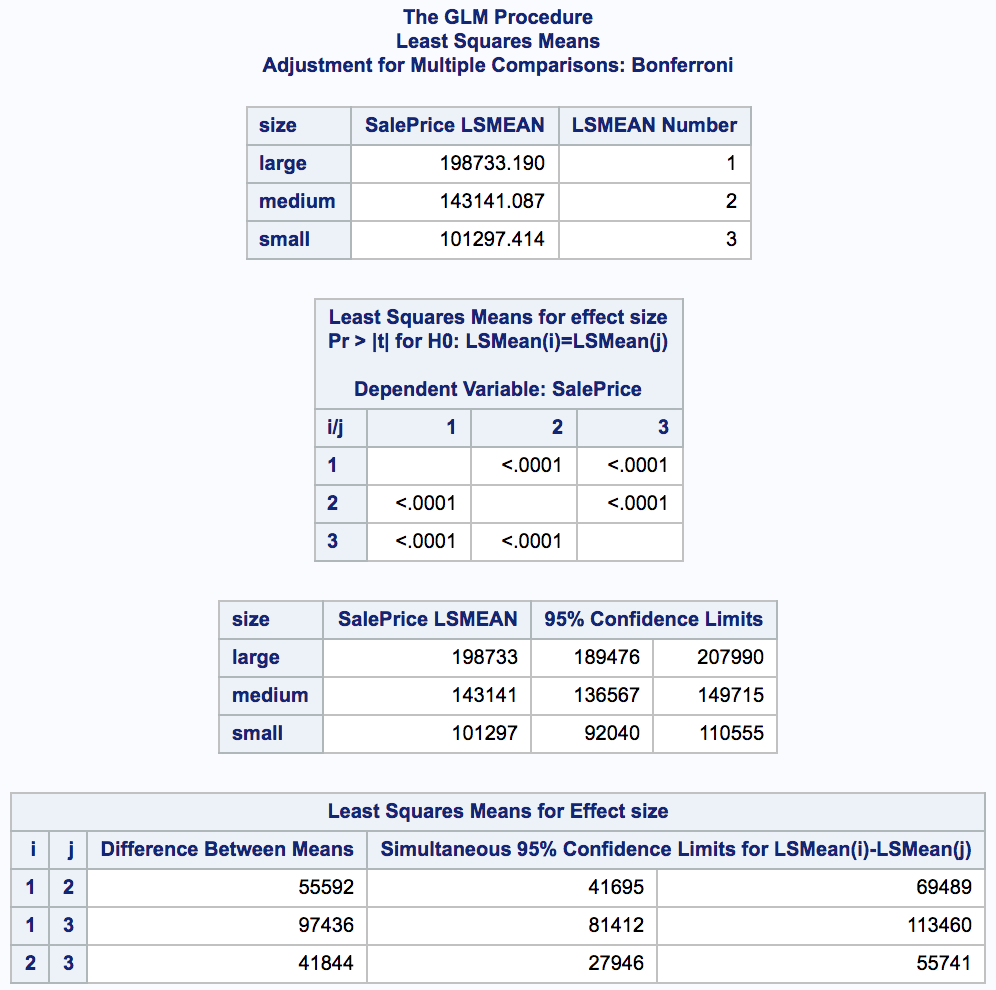 The GLM Procedure
Least Squares Means
Adjustment for Multiple Comparisons: Bonferroni
size SalePrice LSMEAN LSMEAN Number
large 198733.190 1
medium 143141.087 2
small 101297.414 3
Least Squares Means for effect size
Pr > |t| for H0: LSMean(i)=LSMean(j)
Dependent Variable: SalePrice
i/j 1 2 3
1 <.0001 <.0001
2 <.0001 <.0001
3 <.0001 <.0001
size SalePrice LSMEAN 95% Confidence Limits
large 198733 189476 207990
medium 143141 136567 149715
small 101297 92040 110555
Least Squares Means for Effect size
i j Difference Between Means Simultaneous 95% Confidence Limits for LSMean(i)-LSMean(j)
1 2 55592 41695 69489
1 3 97436 81412 113460
2 3 41844 27946 55741